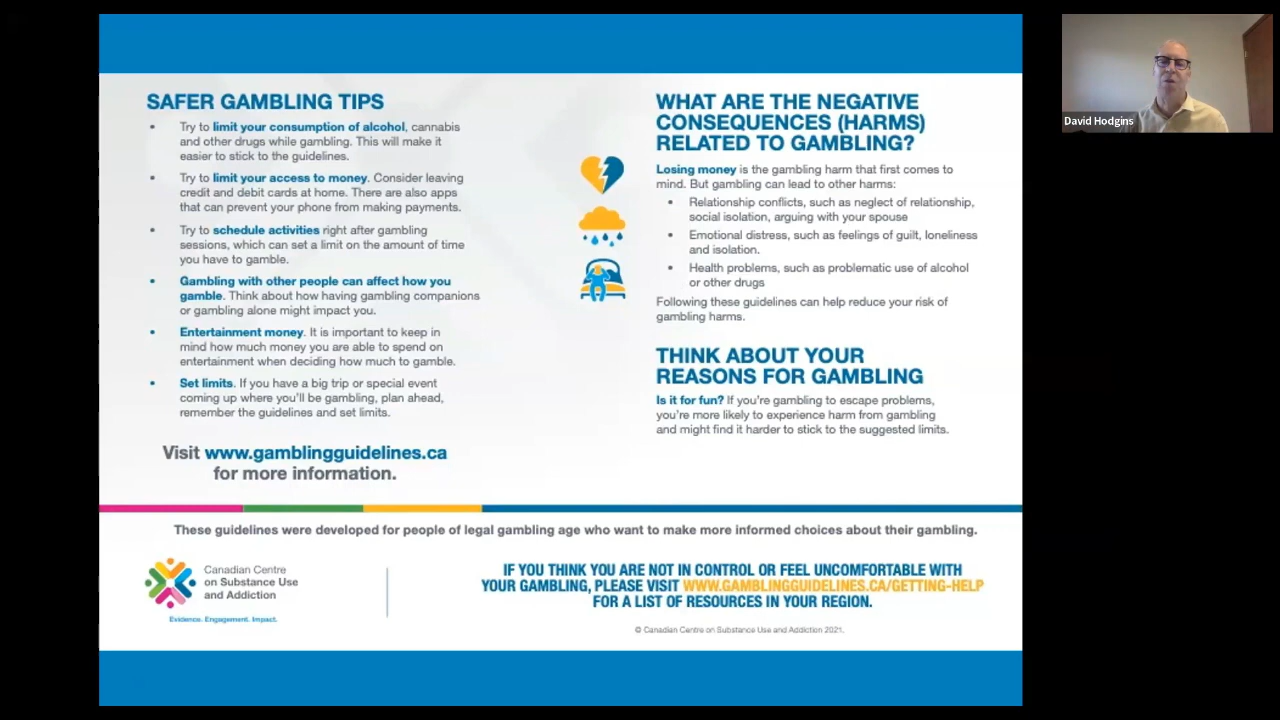 SAFER GAMBLING TIPS
• Try to limit your consumption of alcohol, cannabis
and other drugs while gambling. This will make it
easier to stick to the guidelines.
• Try to limit your access to money. Consider leaving
credit and debit cards at home. There are also apps
that can prevent your phone from making payments.
• Try to schedule activities right after gambling
sessions, which can set a limit on the amount of time
you have to gamble.
• Gambling with other people can affect how you
gamble. Think about how having gambling companions
or gambling alone might impact you.
• Entertainment money. It is important to keep in
mind how much money you are able to spend on
entertainment when deciding how much to gamble.
• Set limits. If you have a big trip or special event
coming up where you'll be gambling, plan ahead,
remember the guidelines and set limits.
Visit www.gamblingguidelines.ca
for more information.
WHAT ARE THE NEGATIVE
CONSEQUENCES (HARMS)
RELATED TO GAMBLING?
Losing money is the gambling harm that first comes to
mind. But gambling can lead to other harms:
• Relationship conflicts, such as neglect of relationship,
social isolation, arguing with your spouse
• Emotional distress, such as feelings of guilt, loneliness
and isolation.
• Health problems, such as problematic use of alcohol
or other drugs
Following these guidelines can help reduce your risk of
gambling harms.
THINK ABOUT YOUR
REASONS FOR GAMBLING
Is it for fun? If you're gambling to escape problems,
you're more likely to experience harm from gambling
and might find it harder to stick to the suggested limits.
These guidelines were developed for people of legal gambling age who want to make more informed choices about their gambling.
Canadian Centre
on Substance Use
and Addiction
Evidence. Engagement. Impact.
IF YOU THINK YOU ARE NOT IN CONTROL OR FEEL UNCOMFORTABLE WITH
YOUR GAMBLING, PLEASE VISIT WWW.GAMBLINGGUIDELINES.CA/GETTING-HELP
FOR A LIST OF RESOURCES IN YOUR REGION.
© Canadian Centre on Substance Use and Addiction 2021.
David Hodgins